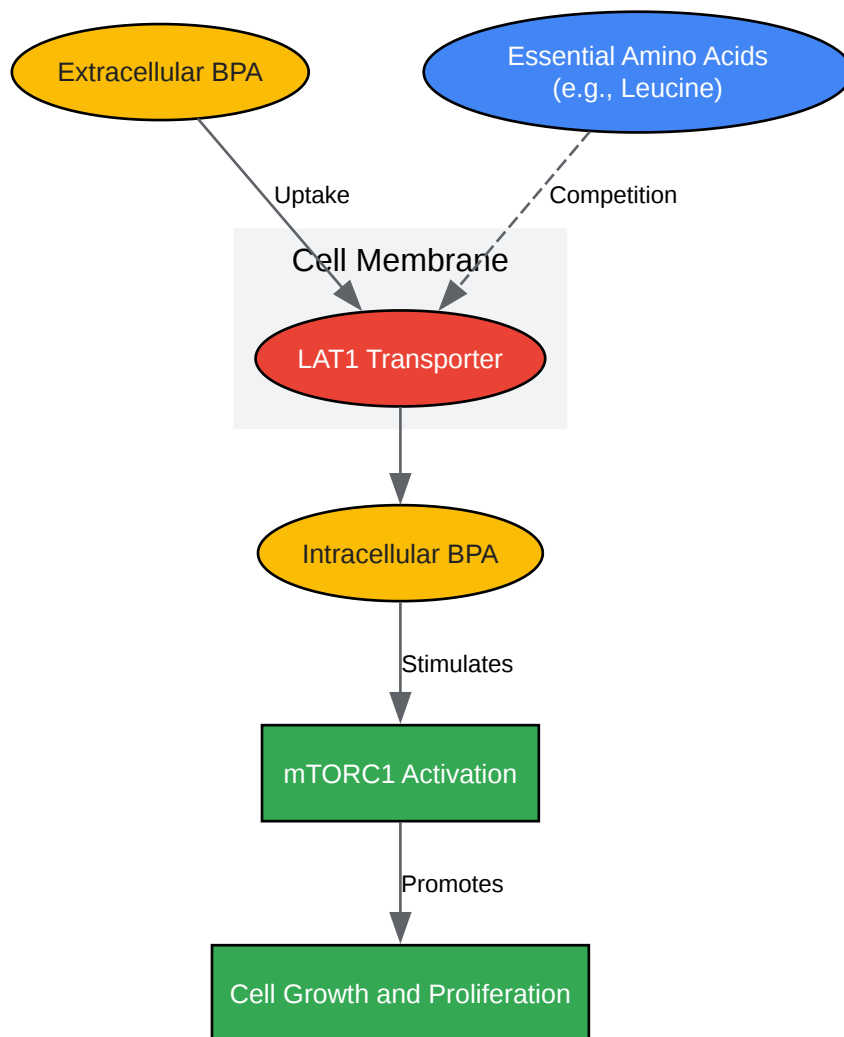 Extracellular BPA
Essential Amino Acids
(e.g., Leucine)
Uptake
Competition
Cell Membrane
LAT1 Transporter
Intracellular BPA
Stimulates
mTORC1 Activation
Promotes
Cell Growth and Proliferation